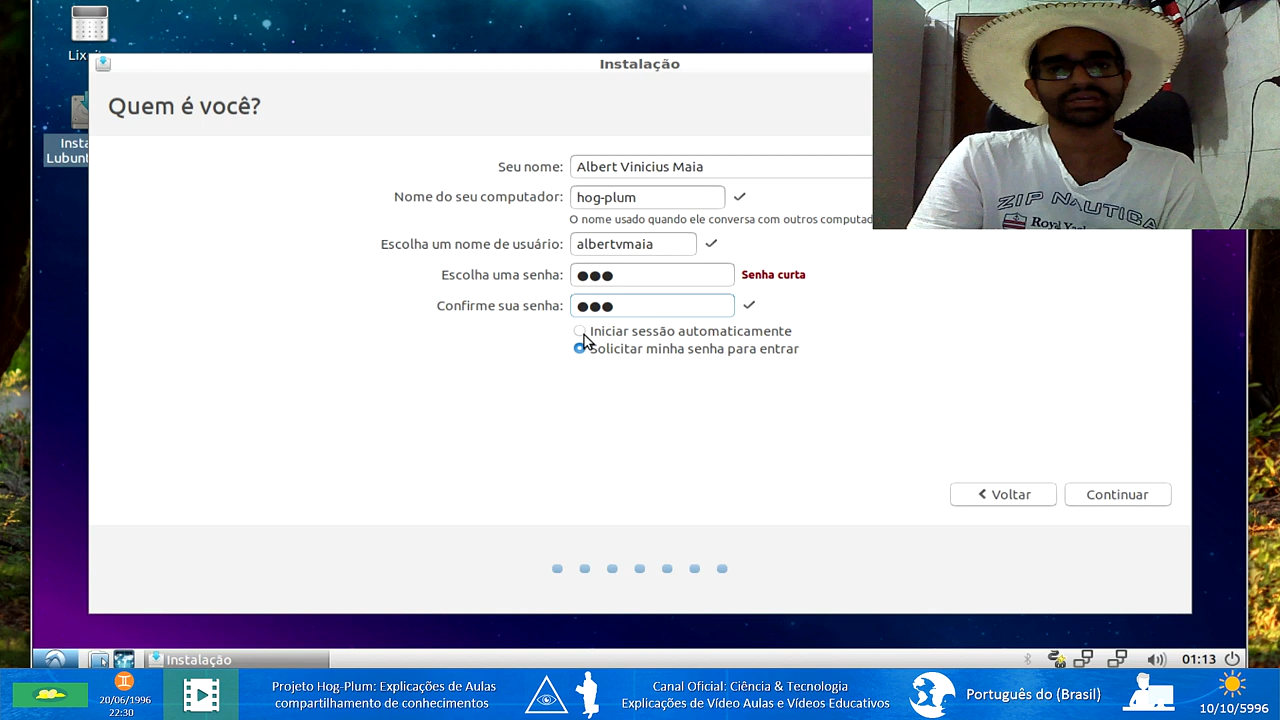 Instalação
Quem é você?
Seu nome: Albert Vinicius Maia
Nome do seu computador: hog-plum
O nome usado quando ele conversa com outros
Escolha um nome de usuário: albertvmaia
Escolha uma senha: ●●● Senha curta
Confirme sua senha: ●●●
Iniciar sessão automaticamente
Solicitar minha senha para entrar
Voltar Continuar
ZIP NAUTICA
Royal
Instalação
01:13
20/06/1996
22:30
Projeto Hog-Plum: Explicações de Aulas
compartilhamento de conhecimentos
Canal Oficial: Ciência & Tecnologia
Explicações de Vídeo Aulas e Vídeos Educativos
Português do (Brasil)
10/10/5996